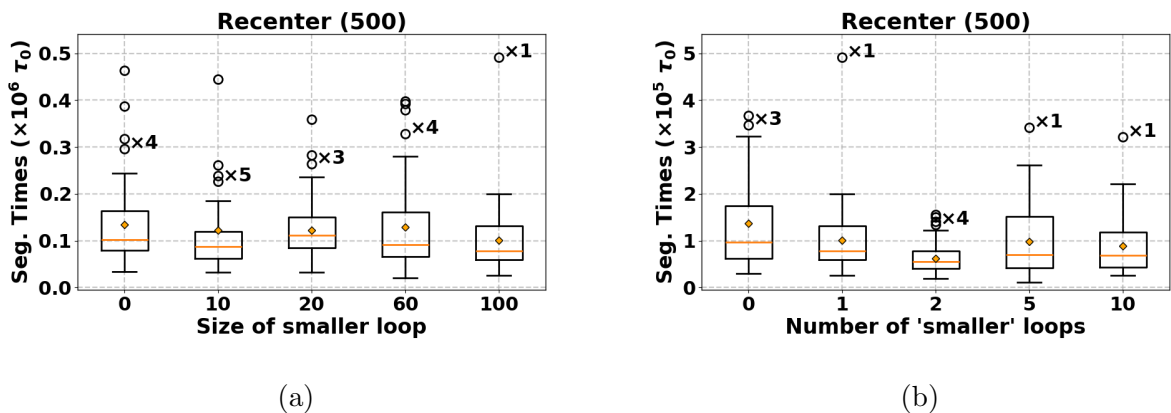 Recenter (500)
Seg. Times (×10⁶ τ₀)
0.5
0.4
0.3
0.2
0.1
0.0
×4
×5
×3
×4
×1
0 10 20 60 100
Size of smaller loop
(a)
Recenter (500)
Seg. Times (×10⁵ τ₀)
5
4
3
2
1
0
×3
×1
×4
×1
×1
0 1 2 5 10
Number of 'smaller' loops
(b)